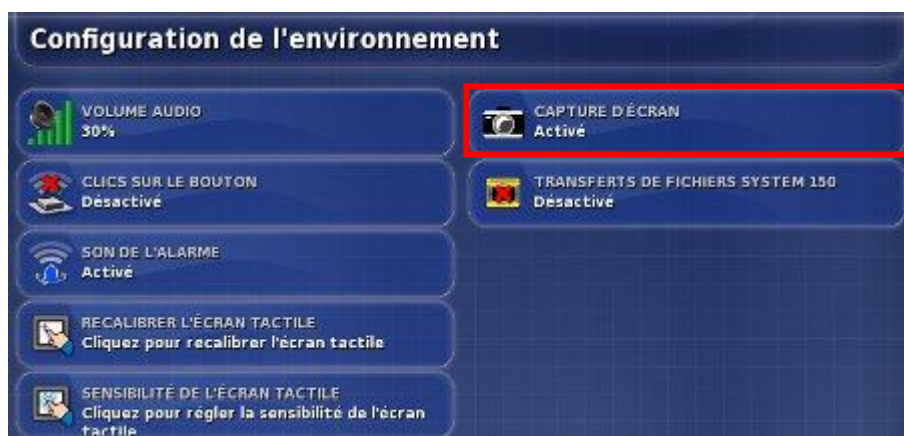 Configuration de l'environnement
VOLUME AUDIO
30%
CLICS SUR LE BOUTON
Désactivé
SON DE L'ALARME
Activé
RECALIBRER L'ÉCRAN TACTILE
Cliquez pour recalibrer l'écran tactile
SENSIBILITÉ DE L'ÉCRAN TACTILE
Cliquez pour régler la sensibilité de l'écran
tactile
CAPTURE D'ÉCRAN
Activé
TRANSFERTS DE FICHIERS SYSTEM 150
Désactivé